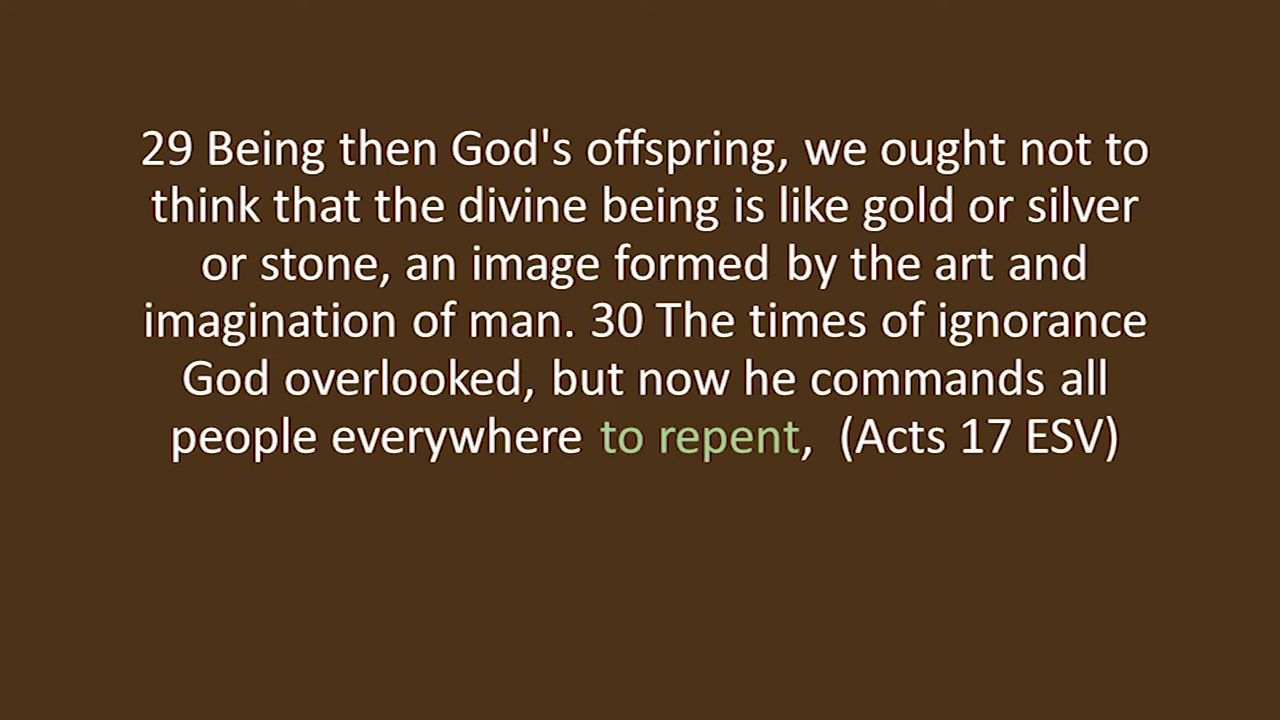 29 Being then God's offspring, we ought not to
think that the divine being is like gold or silver
or stone, an image formed by the art and
imagination of man. 30 The times of ignorance
God overlooked, but now he commands all
people everywhere to repent,  (Acts 17 ESV)